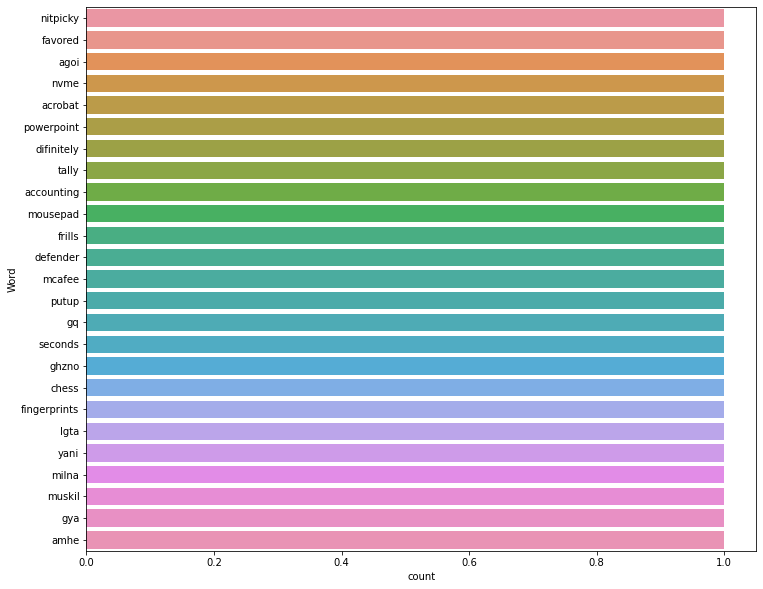 nitpicky
favored
agoi
nvme
acrobat
powerpoint
difinitely
tally
accounting
mousepad
frills
defender
mcafee
putup
gq
seconds
ghzno
chess
fingerprints
lgta
yani
milna
muskil
gya
amhe
Word
0.0 0.2 0.4 0.6 0.8 1.0
count